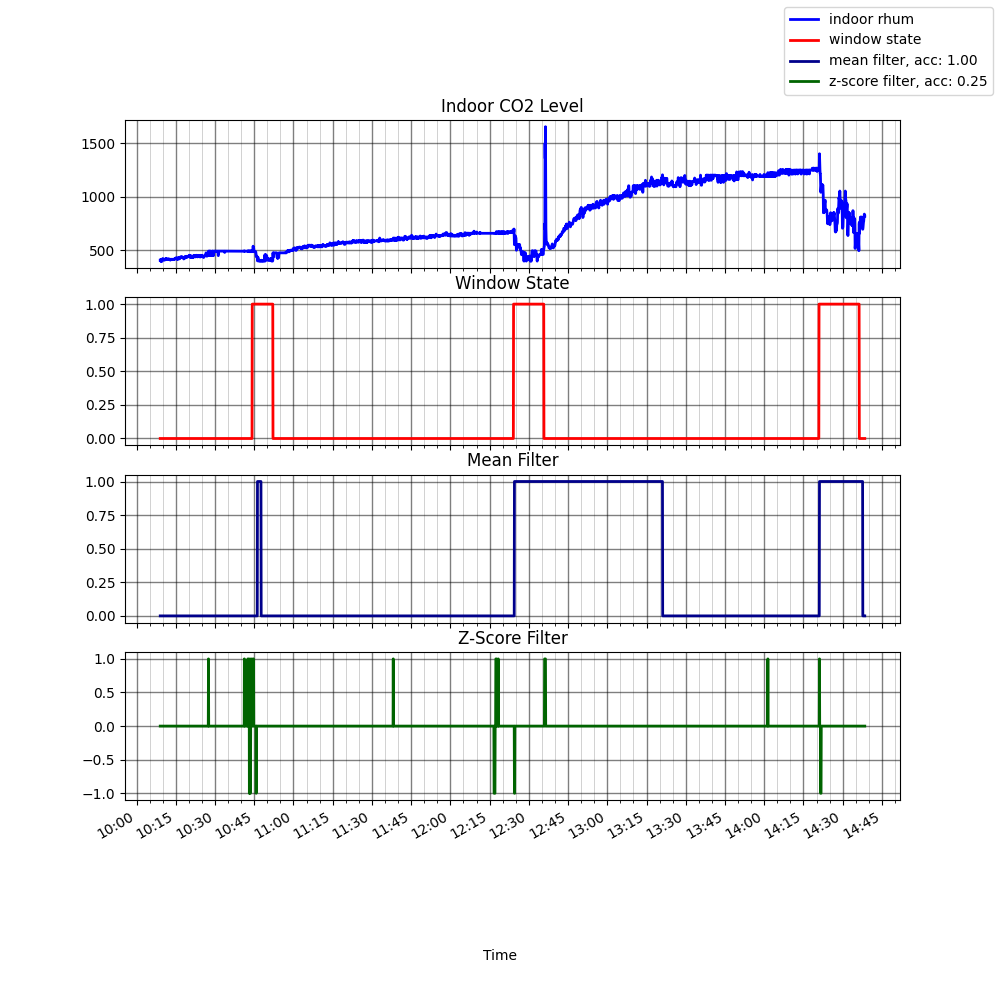 indoor rhum
window state
mean filter, acc: 1.00
z-score filter, acc: 0.25
Indoor CO2 Level
1500
1000
500
Window State
1.00
0.75
0.50
0.25
0.00
Mean Filter
1.00
0.75
0.50
0.25
0.00
Z-Score Filter
1.0
0.5
0.0
−0.5
−1.0
10:00 10:15 10:30 10:45 11:00 11:15 11:30 11:45 12:00 12:15 12:30 12:45 13:00 13:15 13:30 13:45 14:00 14:15 14:30 14:45
Time